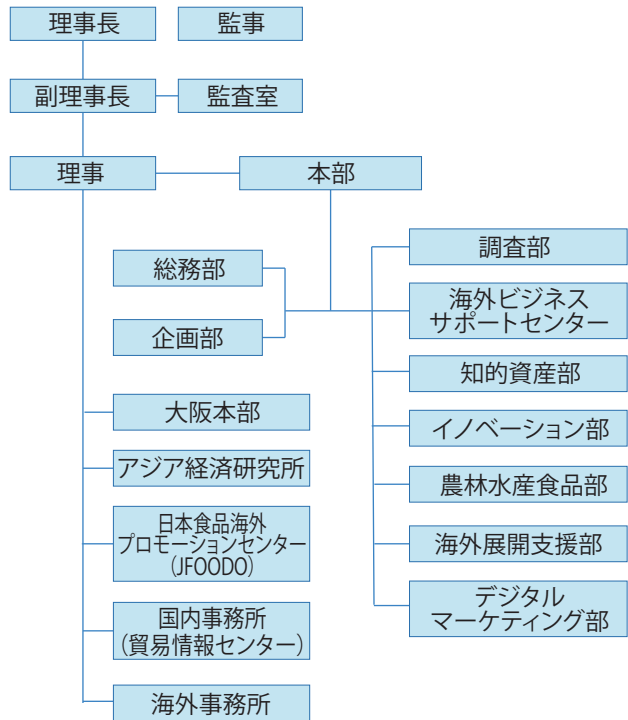 理事長
監事
副理事長
監査室
理事
本部
総務部
企画部
調査部
海外ビジネス
サポートセンター
知的資産部
イノベーション部
農林水産食品部
海外展開支援部
デジタル
マーケティング部
大阪本部
アジア経済研究所
日本食品海外
プロモーションセンター
(JFOODO)
国内事務所
(貿易情報センター)
海外事務所